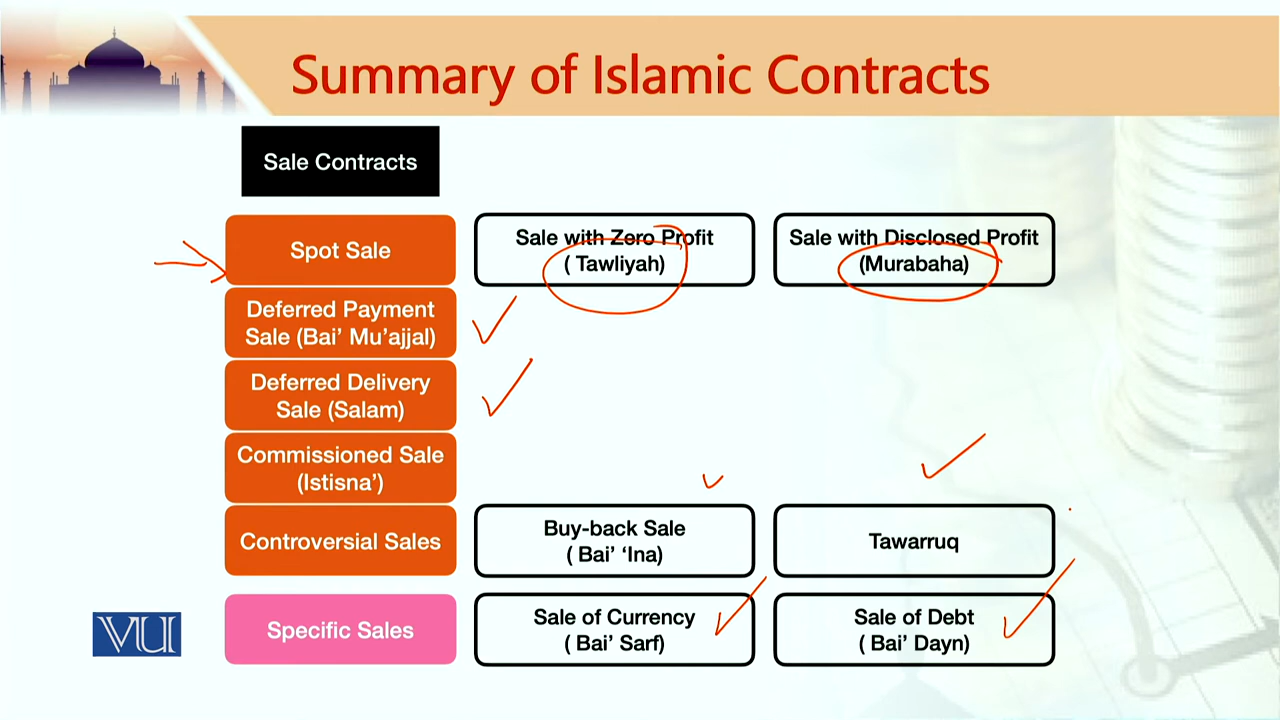 Summary of Islamic Contracts
Sale Contracts
Spot Sale
Sale with Zero Profit
( Tawliyah)
Sale with Disclosed Profit
(Murabaha)
Deferred Payment
Sale (Bai’ Mu’ajjal)
Deferred Delivery
Sale (Salam)
Commissioned Sale
(Istisna’)
Controversial Sales
Buy-back Sale
( Bai’ ‘Ina)
Tawarruq
Specific Sales
Sale of Currency
( Bai’ Sarf)
Sale of Debt
( Bai’ Dayn)
VU